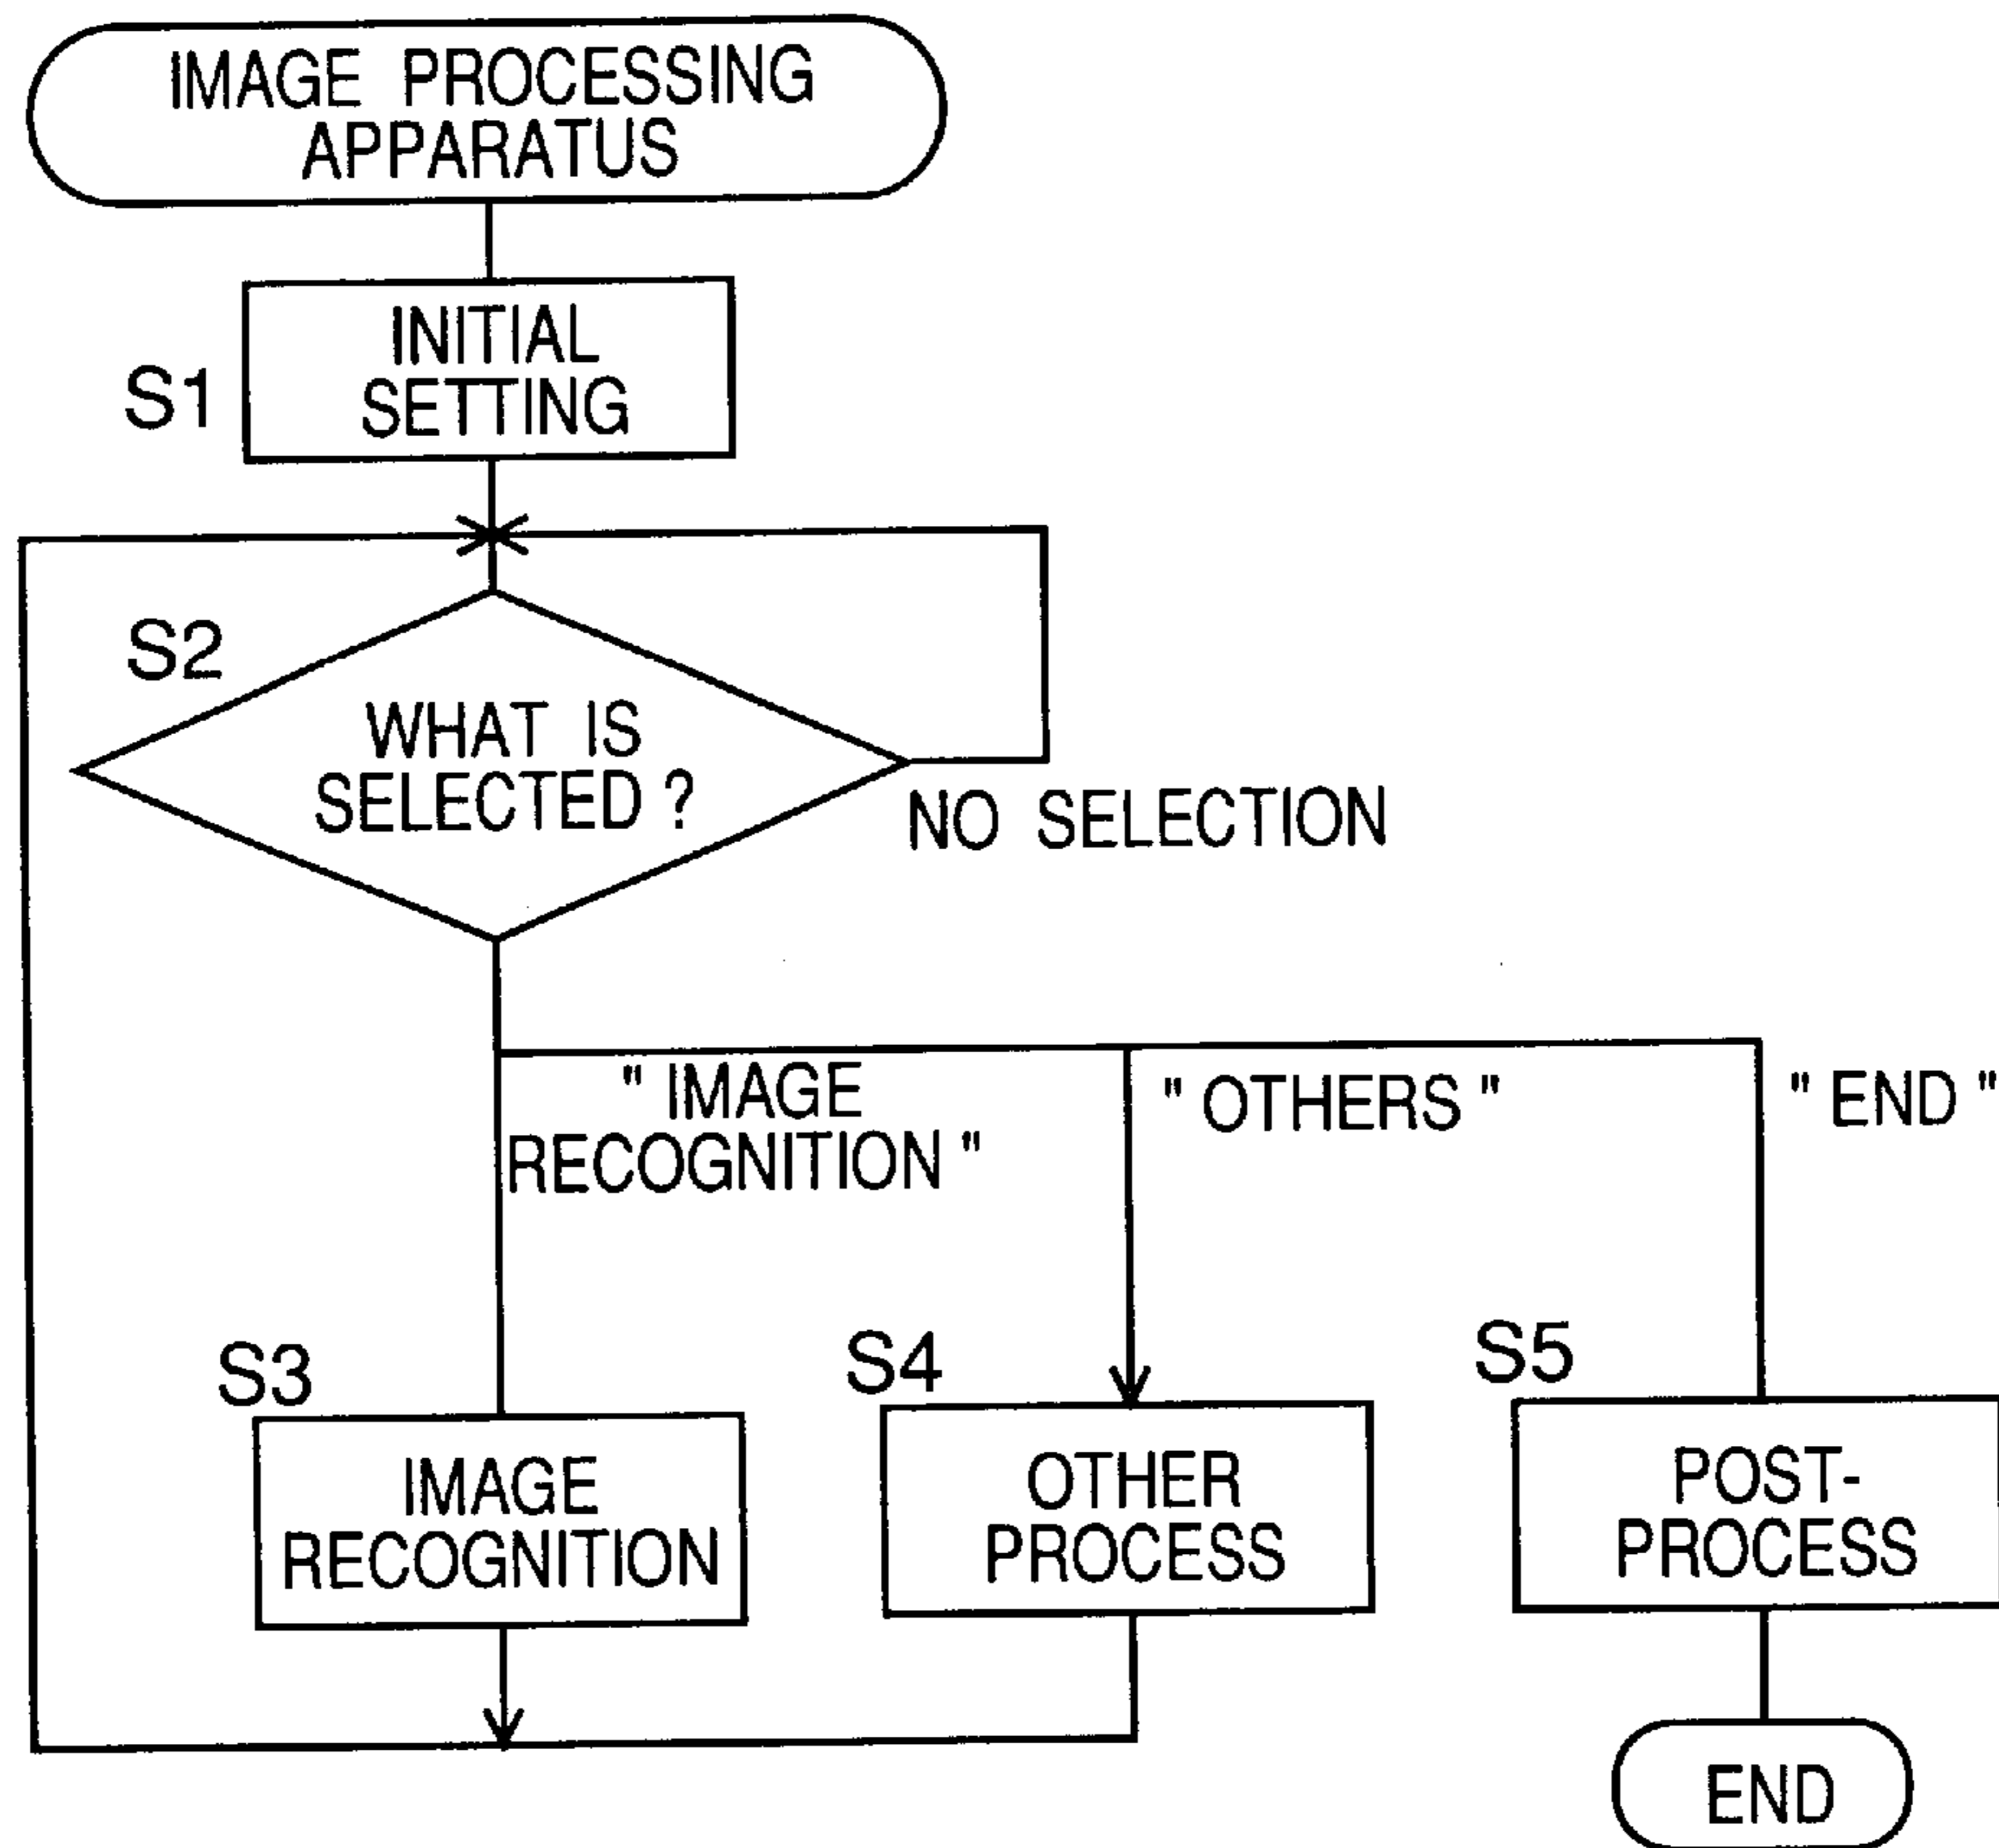 IMAGE PROCESSING
APPARATUS
S1
INITIAL
SETTING
S2
WHAT IS
SELECTED ?
NO SELECTION
" IMAGE
RECOGNITION "
" OTHERS "
" END "
S3
IMAGE
RECOGNITION
S4
OTHER
PROCESS
S5
POST-
PROCESS
END